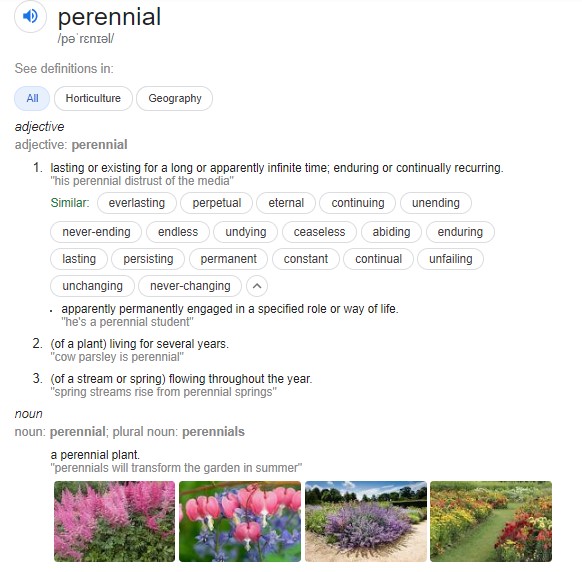 perennial
/pəˈrɛnɪəl/
See definitions in:
All Horticulture Geography
adjective
adjective: perennial
1. lasting or existing for a long or apparently infinite time; enduring or continually recurring.
"his perennial distrust of the media"
Similar: everlasting perpetual eternal continuing unending
never-ending endless undying ceaseless abiding enduring
lasting persisting permanent constant continual unfailing
unchanging never-changing
• apparently permanently engaged in a specified role or way of life.
"he's a perennial student"
2. (of a plant) living for several years.
"cow parsley is perennial"
3. (of a stream or spring) flowing throughout the year.
"spring streams rise from perennial springs"
noun
noun: perennial; plural noun: perennials
a perennial plant.
"perennials will transform the garden in summer"